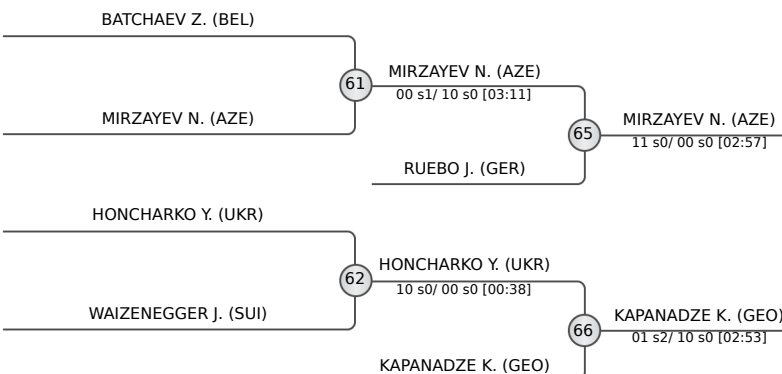 BATCHAEV Z. (BEL)
61
MIRZAYEV N. (AZE)
00 s1/ 10 s0 [03:11]
MIRZAYEV N. (AZE)
65
MIRZAYEV N. (AZE)
11 s0/ 00 s0 [02:57]
RUEBO J. (GER)
HONCHARKO Y. (UKR)
62
HONCHARKO Y. (UKR)
10 s0/ 00 s0 [00:38]
WAIZENEGGER J. (SUI)
66
KAPANADZE K. (GEO)
01 s2/ 10 s0 [02:53]
KAPANADZE K. (GEO)